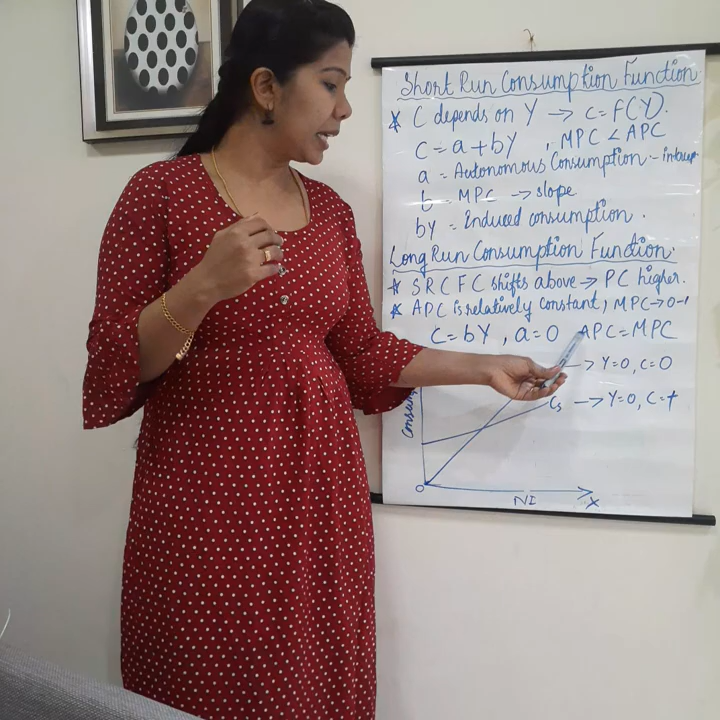 Short Run Consumption Function.
* C depends on Y → C = F(Y).
C = a + bY , MPC < APC
a = Autonomous Consumption -
b = MPC → slope
by = Induced consumption.
Long Run Consumption Function.
* SRCFC shifts above → PC higher.
* APC is relatively constant, MPC → 0-1
C = bY , a = 0 APC = MPC
→ Y=0, C=0
Cs → Y=0, C=+
O NI X